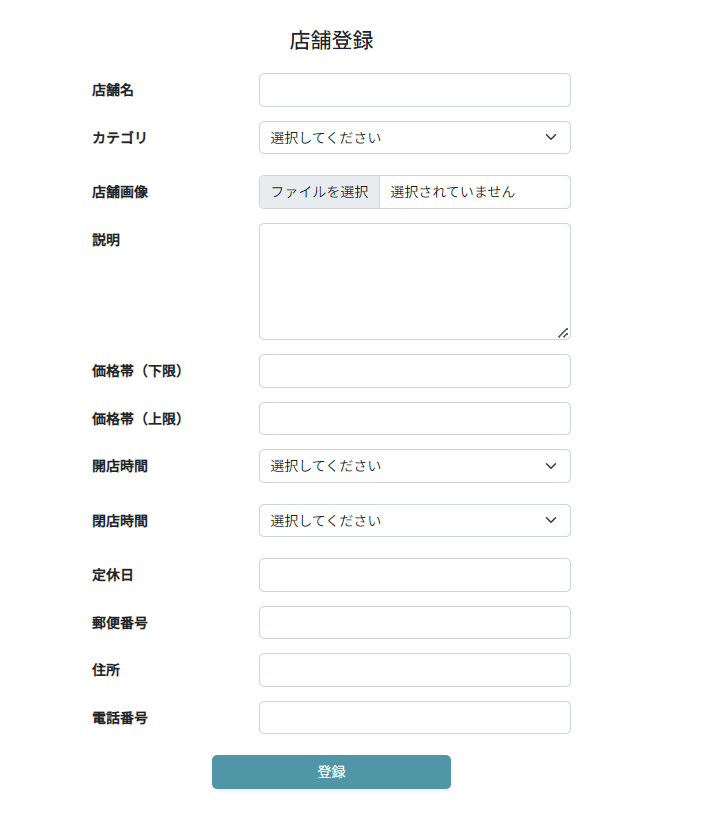 店舗登録
店舗名
カテゴリ 選択してください
店舗画像 ファイルを選択 選択されていません
説明
価格帯（下限）
価格帯（上限）
開店時間 選択してください
閉店時間 選択してください
定休日
郵便番号
住所
電話番号
登録